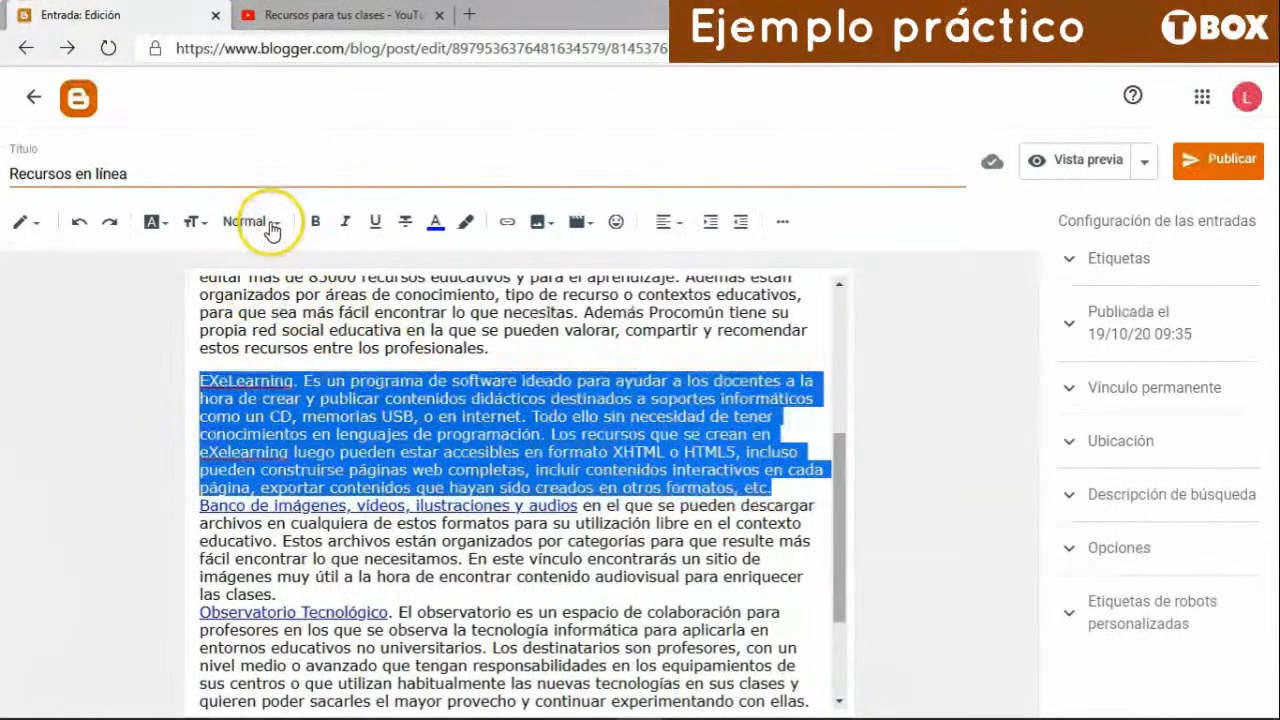 Entrada: Edición
Recursos para tus clases - YouTu
Ejemplo práctico
TBOX
https://www.blogger.com/blog/post/edit/8979536376481634579/8145376
L
Título
Recursos en línea
Vista previa
Publicar
Normal
B I U S A
Configuración de las entradas
Etiquetas
Publicada el
19/10/20 09:35
Vínculo permanente
Ubicación
Descripción de búsqueda
Opciones
Etiquetas de robots
personalizadas
editar más de 85000 recursos educativos y para el aprendizaje. Además están
organizados por áreas de conocimiento, tipo de recurso o contextos educativos,
para que sea más fácil encontrar lo que necesitas. Además Procomún tiene su
propia red social educativa en la que se pueden valorar, compartir y recomendar
estos recursos entre los profesionales.
EXeLearning. Es un programa de software ideado para ayudar a los docentes a la
hora de crear y publicar contenidos didácticos destinados a soportes informáticos
como un CD, memorias USB, o en internet. Todo ello sin necesidad de tener
conocimientos en lenguajes de programación. Los recursos que se crean en
eXelearning luego pueden estar accesibles en formato XHTML o HTML5, incluso
pueden construirse páginas web completas, incluir contenidos interactivos en cada
página, exportar contenidos que hayan sido creados en otros formatos, etc.
Banco de imágenes, vídeos, ilustraciones y audios en el que se pueden descargar
archivos en cualquiera de estos formatos para su utilización libre en el contexto
educativo. Estos archivos están organizados por categorías para que resulte más
fácil encontrar lo que necesitamos. En este vínculo encontrarás un sitio de
imágenes muy útil a la hora de encontrar contenido audiovisual para enriquecer
las clases.
Observatorio Tecnológico. El observatorio es un espacio de colaboración para
profesores en los que se observa la tecnología informática para aplicarla en
entornos educativos no universitarios. Los destinatarios son profesores, con un
nivel medio o avanzado que tengan responsabilidades en los equipamientos de
sus centros o que utilizan habitualmente las nuevas tecnologías en sus clases y
quieren poder sacarles el mayor provecho y continuar experimentando con ellas.